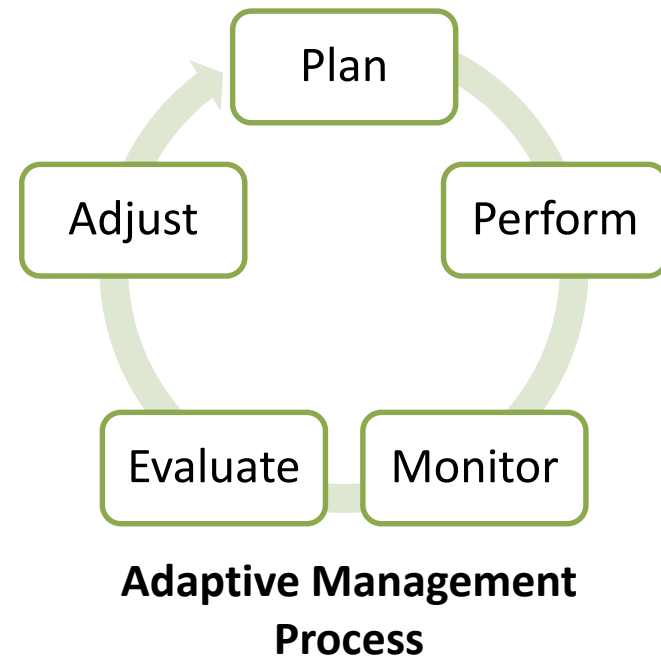 Plan
Perform
Monitor
Evaluate
Adjust
Adaptive Management
Process